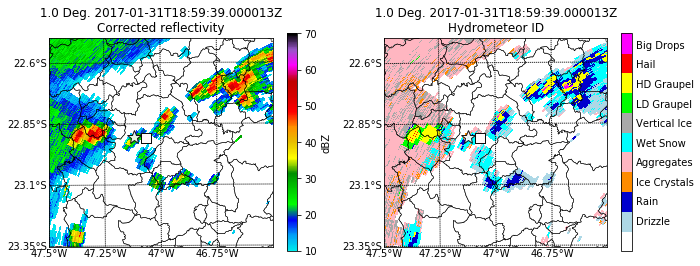 1.0 Deg. 2017-01-31T18:59:39.000013Z
Corrected reflectivity
22.6°S
22.85°S
23.1°S
23.35°S
47.5°W 47.25°W 47°W 46.75°W
70
60
50
40
30
20
10
dBZ
1.0 Deg. 2017-01-31T18:59:39.000013Z
Hydrometeor ID
22.6°S
22.85°S
23.1°S
23.35°S
47.5°W 47.25°W 47°W 46.75°W
Big Drops
Hail
HD Graupel
LD Graupel
Vertical Ice
Wet Snow
Aggregates
Ice Crystals
Rain
Drizzle